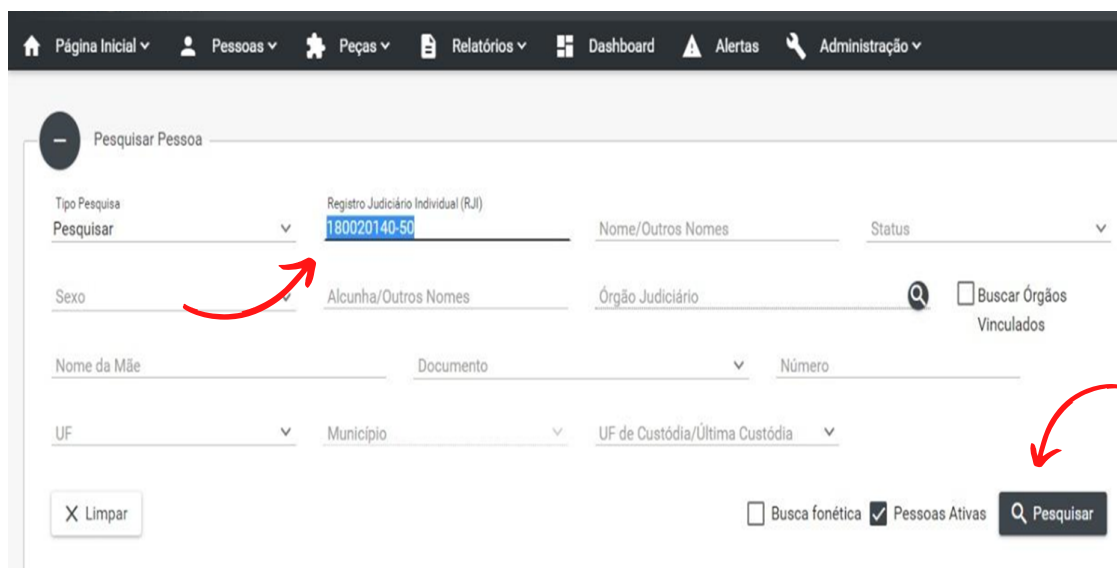 Página Inicial Pessoas Peças Relatórios Dashboard Alertas Administração
Pesquisar Pessoa
Tipo Pesquisa Registro Judiciário Individual (RJI)
Pesquisar 180020140-50 Nome/Outros Nomes Status
Sexo Alcunha/Outros Nomes Órgão Judiciário Buscar Órgãos
Vinculados
Nome da Mãe Documento Número
UF Município UF de Custódia/Última Custódia
X Limpar Busca fonética Pessoas Ativas Pesquisar